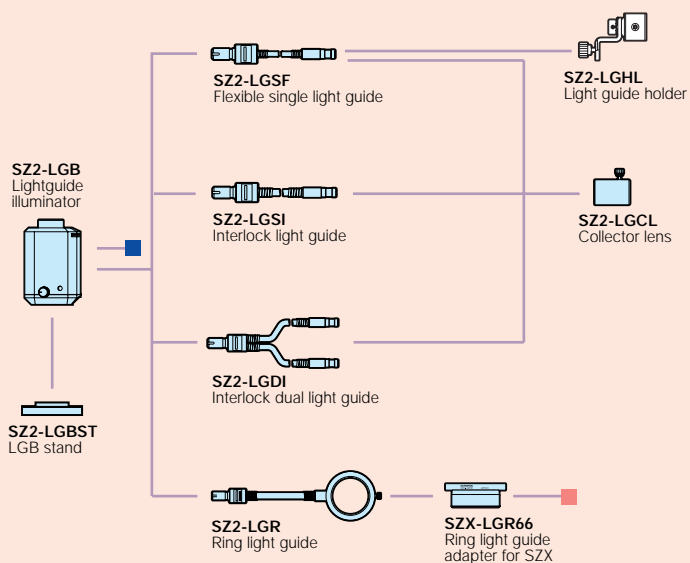 SZ2-LGSF
Flexible single light guide
SZ2-LGHL
Light guide holder
SZ2-LGB
Lightguide
illuminator
SZ2-LGSI
Interlock light guide
SZ2-LGCL
Collector lens
SZ2-LGDI
Interlock dual light guide
SZ2-LGBST
LGB stand
SZ2-LGR
Ring light guide
SZX-LGR66
Ring light guide
adapter for SZX